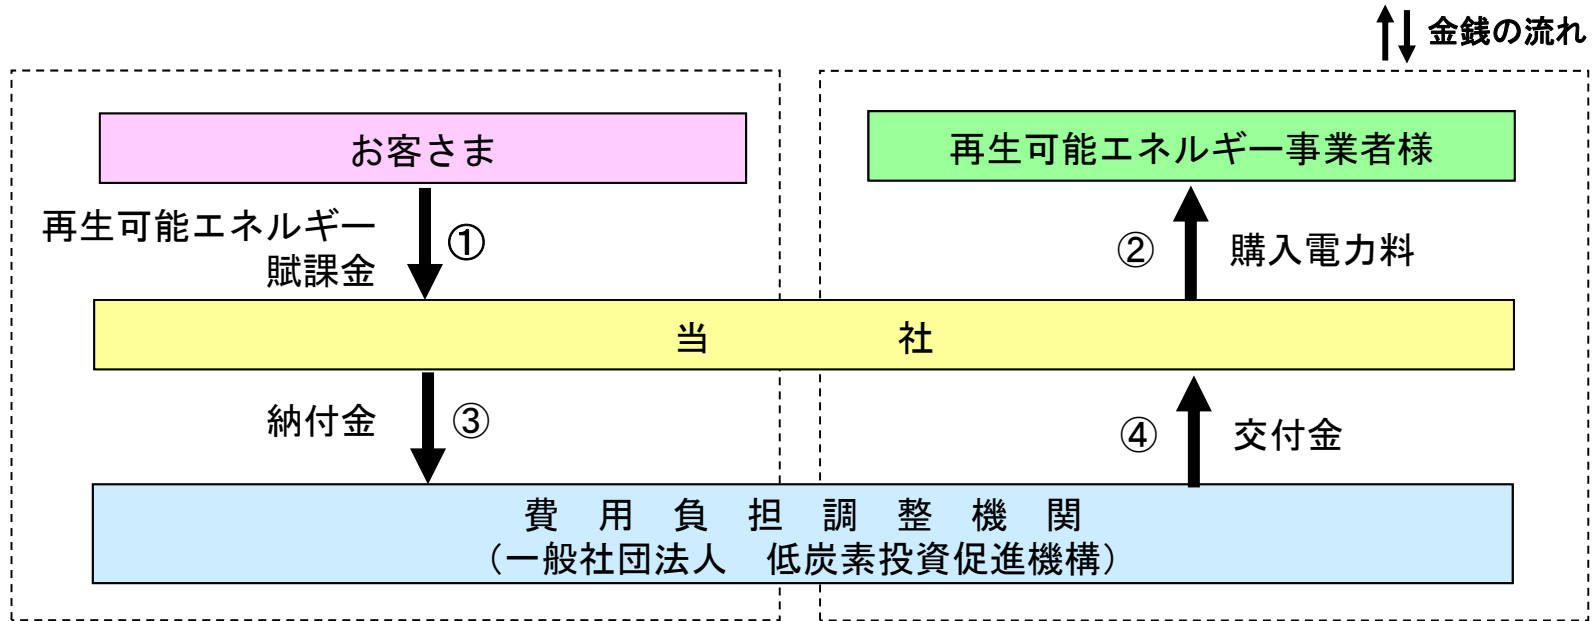 金銭の流れ
お客さま
再生可能エネルギー事業者様
再生可能エネルギー
賦課金
①
②
購入電力料
当　社
納付金
③
④
交付金
費用負担調整機関
（一般社団法人　低炭素投資促進機構）